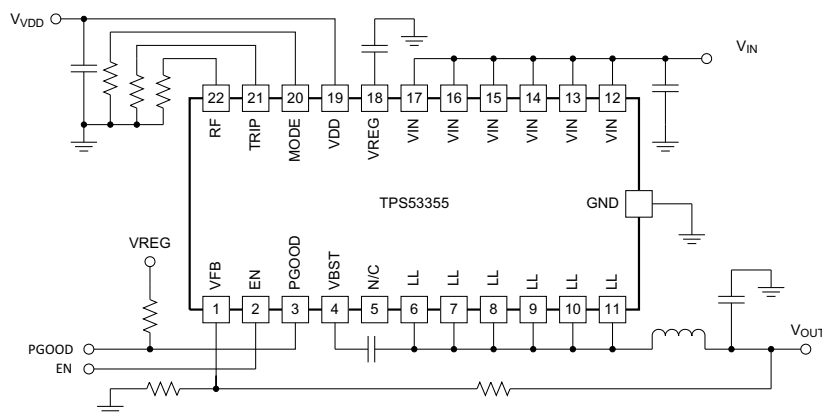 VVDD
VIN
22 21 20 19 18 17 16 15 14 13 12
RF TRIP MODE VDD VREG VIN VIN VIN VIN VIN VIN
TPS53355
GND
VREG
VFB EN PGOOD VBST N/C LL LL LL LL LL LL
1 2 3 4 5 6 7 8 9 10 11
VOUT
PGOOD
EN